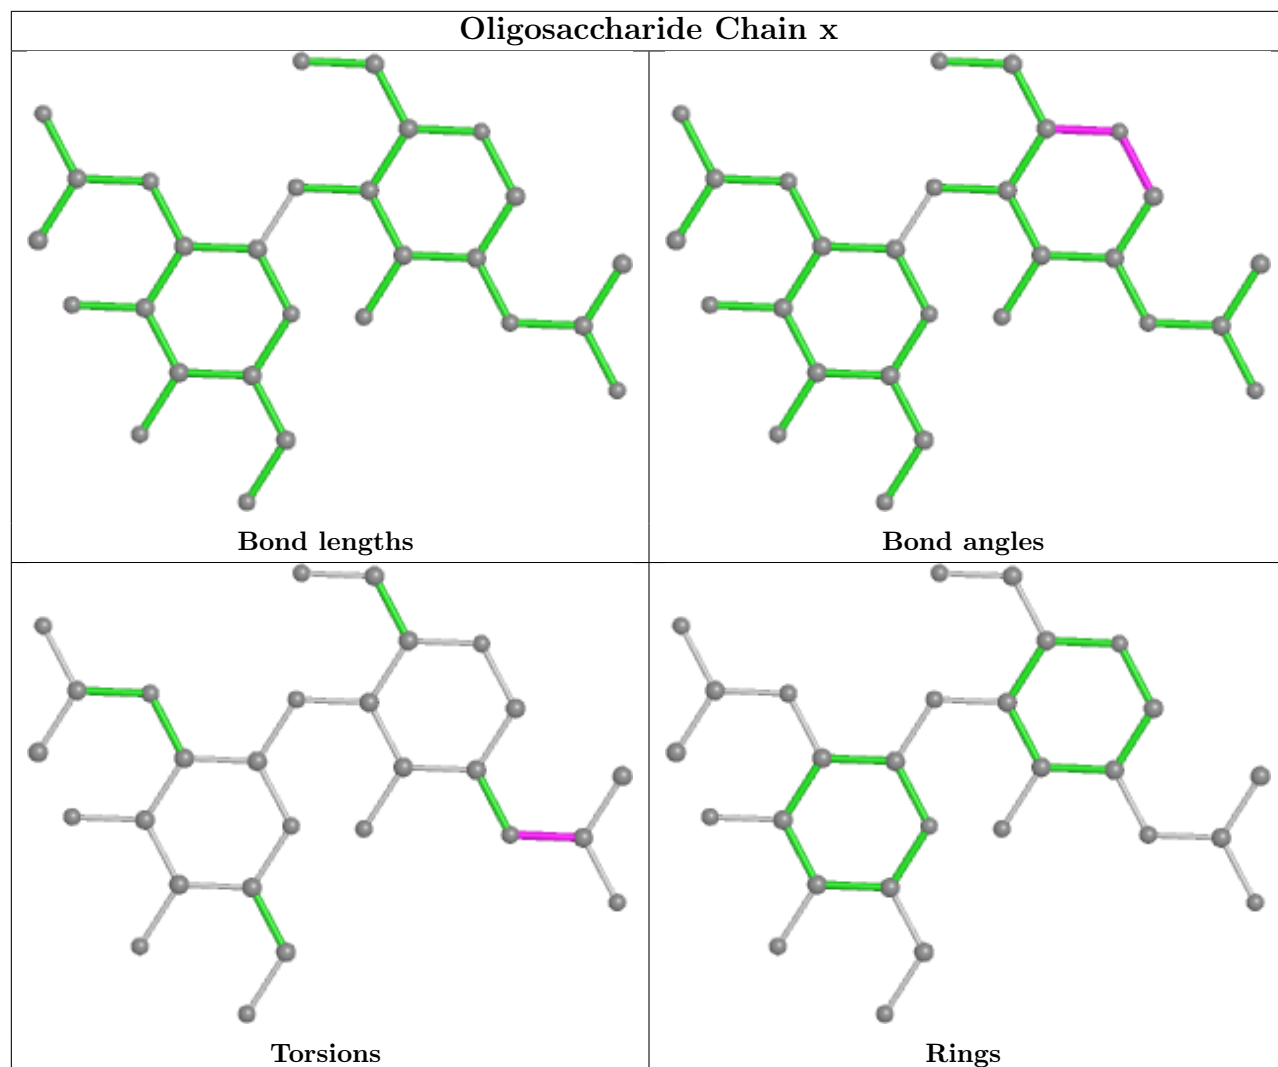 Oligosaccharide Chain x
Bond lengths
Bond angles
Torsions
Rings